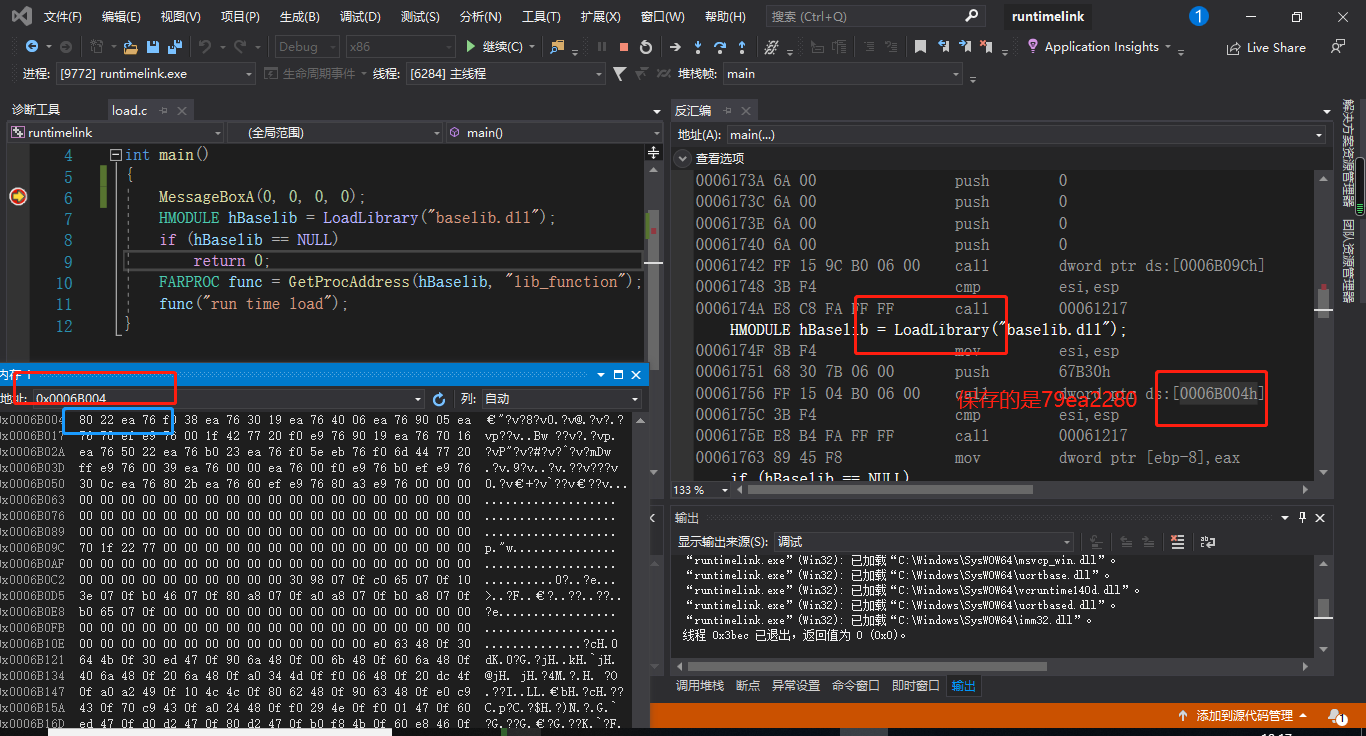 文件(F) 编辑(E) 视图(V) 项目(P) 生成(B) 调试(D) 测试(S) 分析(N) 工具(T) 扩展(X) 窗口(W) 帮助(H) 搜索 (Ctrl+Q) runtimelink 1
Debug x86 继续(C) Application Insights Live Share
进程: [9772] runtimelink.exe 生命周期事件 线程: [6284] 主线程 堆栈帧: main
诊断工具 load.c
runtimelink (全局范围) main()
4 int main()
5 {
6 MessageBoxA(0, 0, 0, 0);
7 HMODULE hBaselib = LoadLibrary("baselib.dll");
8 if (hBaselib == NULL)
9 return 0;
10 FARPROC func = GetProcAddress(hBaselib, "lib_function");
11 func("run time load");
12 }
反汇编
地址(A): main(...)
查看选项
0006173A 6A 00 push 0
0006173C 6A 00 push 0
0006173E 6A 00 push 0
00061740 6A 00 push 0
00061742 FF 15 9C B0 06 00 call dword ptr ds:[0006B09Ch]
00061748 3B F4 cmp esi,esp
0006174A E8 C8 FA FF FF call 00061217
HMODULE hBaselib = LoadLibrary("baselib.dll");
0006174F 8B F4 mov esi,esp
00061751 68 30 7B 06 00 push 67B30h
00061756 FF 15 04 B0 06 00 call dword ptr ds:[0006B004h]
保存的是79ea2280
0006175C 3B F4 cmp esi,esp
0006175E E8 B4 FA FF FF call 00061217
00061763 89 45 F8 mov dword ptr [ebp-8],eax
if (hBaselib == NULL)
133 %
解决方案资源管理器
团队资源管理器
内存 1
地址: 0x0006B004 列: 自动
0x0006B004 80 22 ea 76 f0 38 ea 76 30 19 ea 76 40 06 ea 76 90 05 ea
0x0006B017 76 70 ef e9 76 00 1f 42 77 20 f0 e9 76 90 19 ea 76 70 16
0x0006B02A ea 76 50 22 ea 76 b0 23 ea 76 f0 5e eb 76 f0 6d 44 77 20
0x0006B03D ff e9 76 00 39 ea 76 00 00 ea 76 00 f0 e9 76 b0 ef e9 76
0x0006B050 30 0c ea 76 80 2b ea 76 60 ef e9 76 80 a3 e9 76 00 00 00
0x0006B063 00 00 00 00 00 00 00 00 00 00 00 00 00 00 00 00 00 00 00
0x0006B076 00 00 00 00 00 00 00 00 00 00 00 00 00 00 00 00 00 00 00
0x0006B089 00 00 00 00 00 00 00 00 00 00 00 00 00 00 00 00 00 00 00
0x0006B09C 70 1f 22 77 00 00 00 00 00 00 00 00 00 00 00 00 00 00 00
0x0006B0AF 00 00 00 00 00 00 00 00 00 00 00 00 00 00 00 00 00 00 00
0x0006B0C2 00 00 00 00 00 00 00 00 00 00 30 98 07 0f c0 65 07 0f 10
0x0006B0D5 3e 07 0f b0 46 07 0f 80 a8 07 0f a0 a8 07 0f b0 a8 07 0f
0x0006B0E8 b0 65 07 0f 00 00 00 00 00 00 00 00 00 00 00 00 00 00 00
0x0006B0FB 00 00 00 00 00 00 00 00 00 00 00 00 00 00 00 00 00 00 00
0x0006B10E 00 00 00 00 00 00 00 00 00 00 00 00 00 00 e0 63 48 0f 30
0x0006B121 64 4b 0f 30 ed 47 0f 90 6a 48 0f 00 6b 48 0f 60 6a 48 0f
0x0006B134 40 6a 48 0f 20 6a 48 0f a0 34 4d 0f f0 06 48 0f 20 dc 4f
0x0006B147 0f a0 a2 49 0f 10 4c 4c 0f 80 62 48 0f 90 63 48 0f e0 c9
0x0006B15A 43 0f 70 c9 43 0f a0 24 48 0f f0 29 4e 0f f0 01 47 0f 60
0x0006B16D ed 47 0f d0 d2 47 0f 80 d2 47 0f b0 f8 4b 0f 60 e8 46 0f
输出
显示输出来源(S): 调试
“runtimelink.exe”(Win32): 已加载“C:\Windows\SysWOW64\msvcp_win.dll”。
“runtimelink.exe”(Win32): 已加载“C:\Windows\SysWOW64\ucrtbase.dll”。
“runtimelink.exe”(Win32): 已加载“C:\Windows\SysWOW64\vcruntime140d.dll”。
“runtimelink.exe”(Win32): 已加载“C:\Windows\SysWOW64\ucrtbased.dll”。
“runtimelink.exe”(Win32): 已加载“C:\Windows\SysWOW64\imm32.dll”。
线程 0x3bec 已退出，返回值为 0 (0x0)。
调用堆栈 断点 异常设置 命令窗口 即时窗口 输出
添加到源代码管理 1